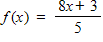 f(x) = (8x + 3)/5